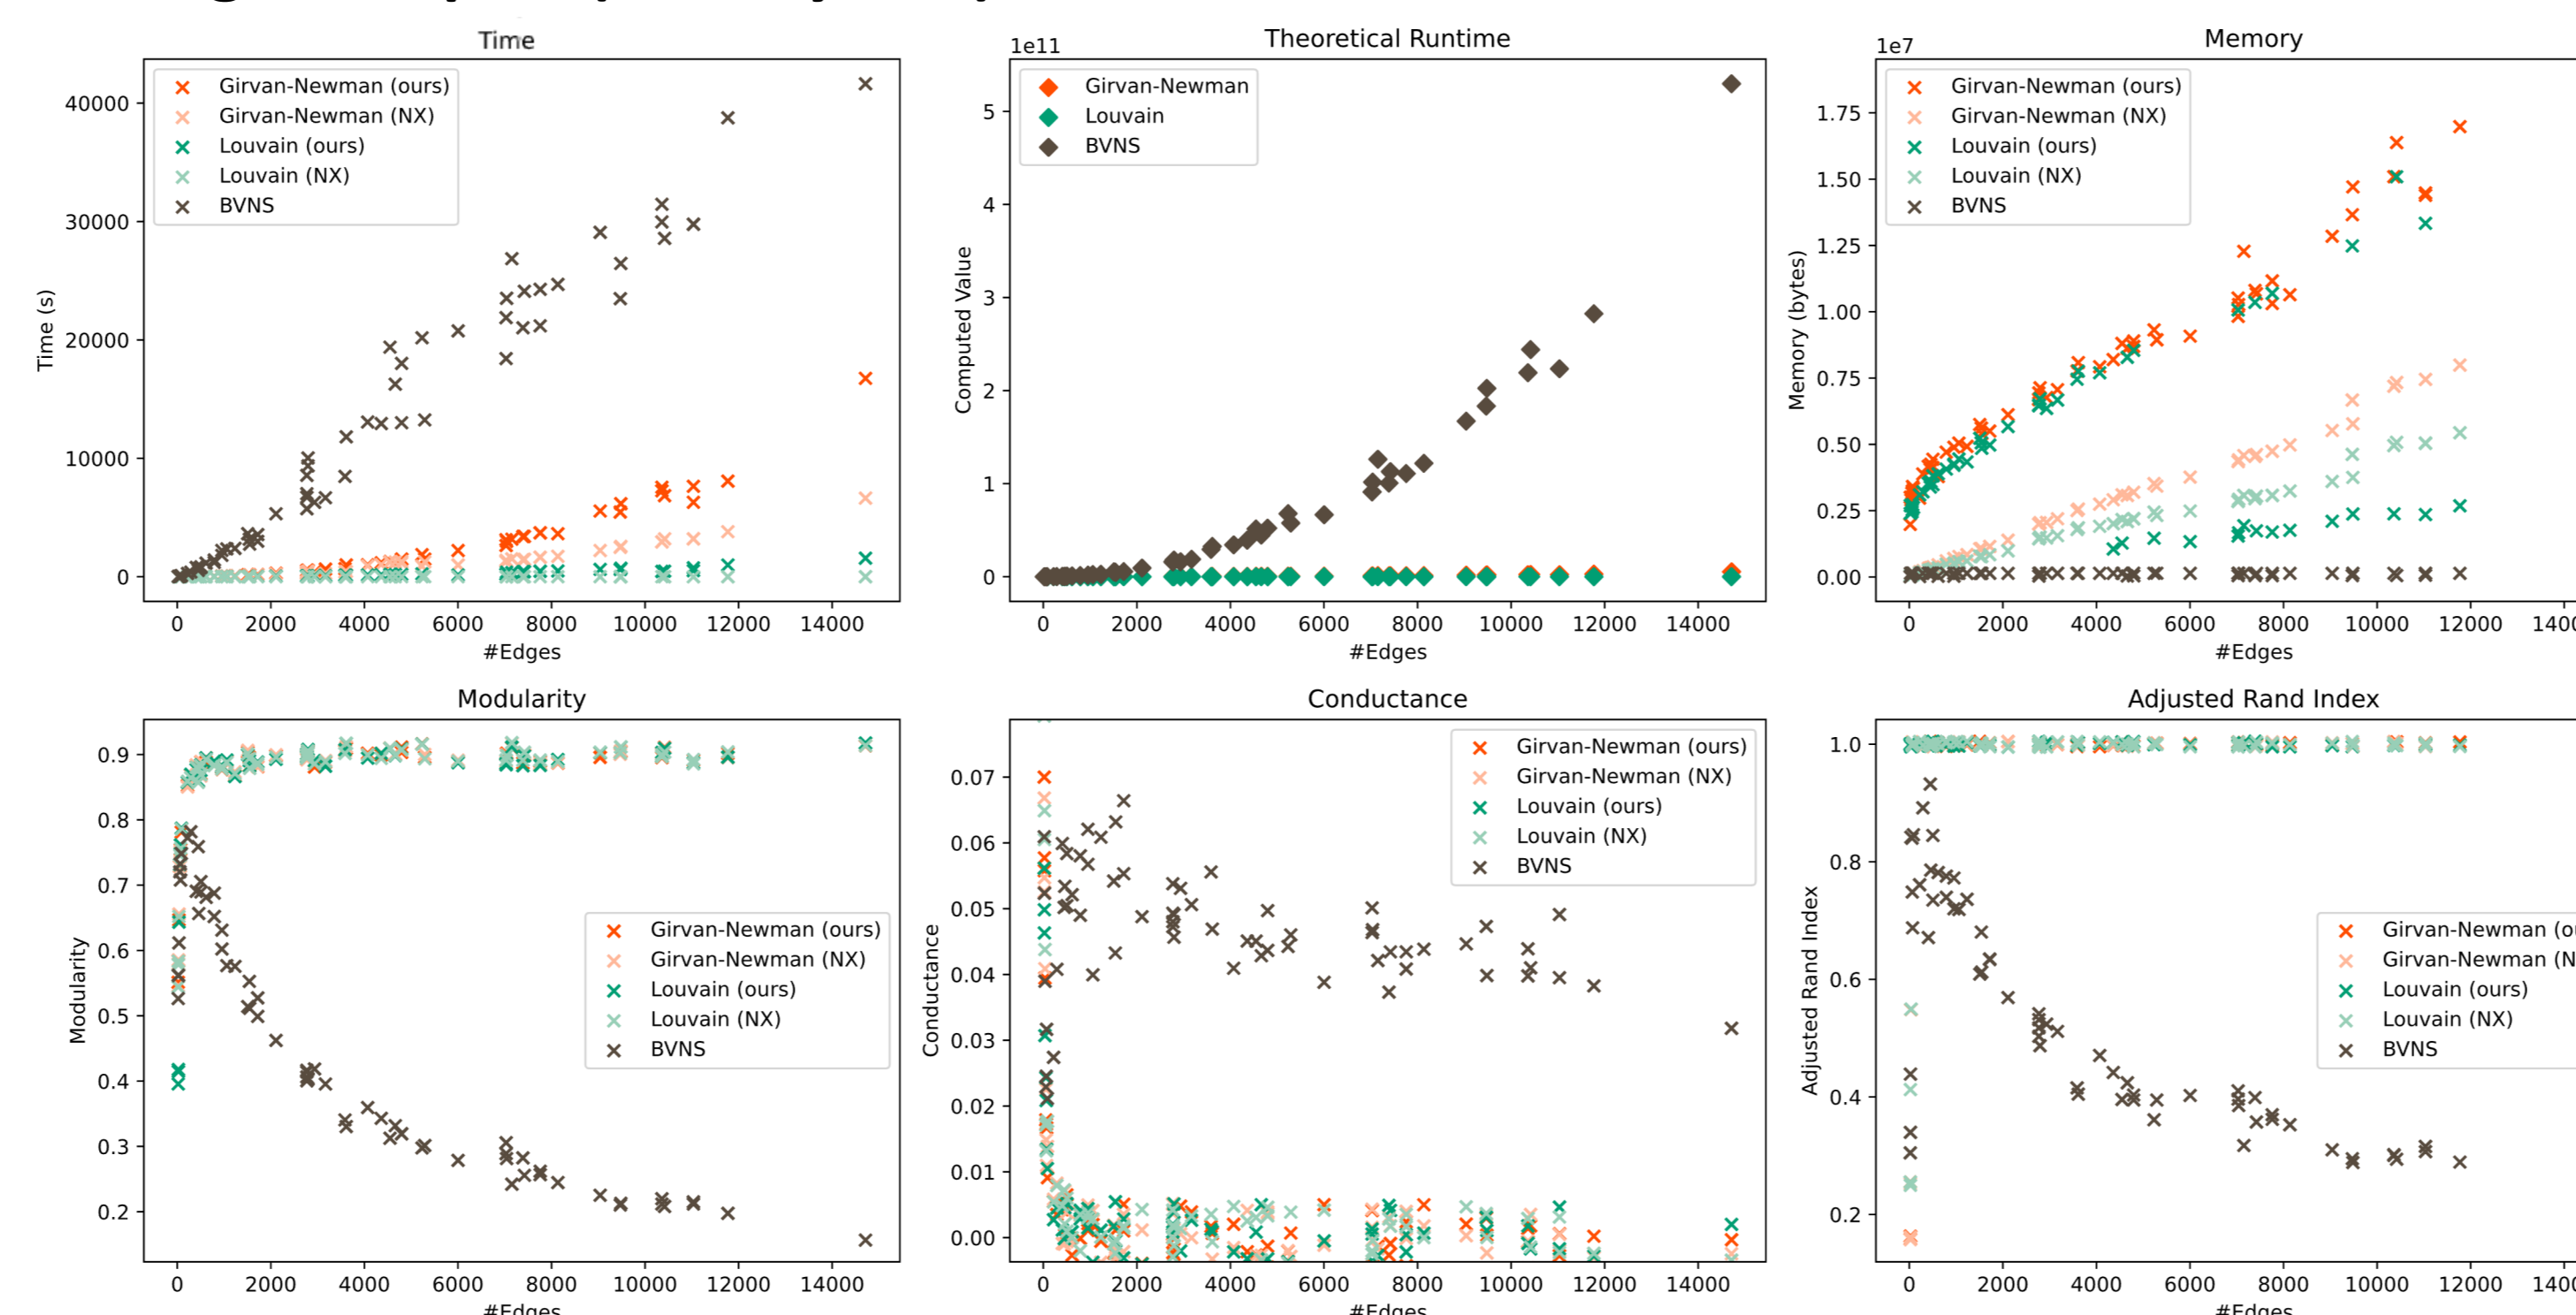 Time
Girvan-Newman (ours)
Girvan-Newman (NX)
Louvain (ours)
Louvain (NX)
BVNS
40000
30000
20000
10000
0
Time (s)
0 2000 4000 6000 8000 10000 12000 14000
#Edges
Theoretical Runtime
1e11
Girvan-Newman
Louvain
BVNS
5
4
3
2
1
0
Computed Value
0 2000 4000 6000 8000 10000 12000 14000
#Edges
Memory
1e7
Girvan-Newman (ours)
Girvan-Newman (NX)
Louvain (ours)
Louvain (NX)
BVNS
1.75
1.50
1.25
1.00
0.75
0.50
0.25
0.00
Memory (bytes)
0 2000 4000 6000 8000 10000 12000 1400
#Edges
Modularity
0.9
0.8
0.7
0.6
0.5
0.4
0.3
0.2
Modularity
Girvan-Newman (ours)
Girvan-Newman (NX)
Louvain (ours)
Louvain (NX)
BVNS
0 2000 4000 6000 8000 10000 12000 14000
#Edges
Conductance
Girvan-Newman (ours)
Girvan-Newman (NX)
Louvain (ours)
Louvain (NX)
BVNS
0.07
0.06
0.05
0.04
0.03
0.02
0.01
0.00
Conductance
0 2000 4000 6000 8000 10000 12000 14000
#Edges
Adjusted Rand Index
1.0
0.8
0.6
0.4
0.2
Adjusted Rand Index
Girvan-Newman (ou
Girvan-Newman (N
Louvain (ours)
Louvain (NX)
BVNS
0 2000 4000 6000 8000 10000 12000 1400
#Edges